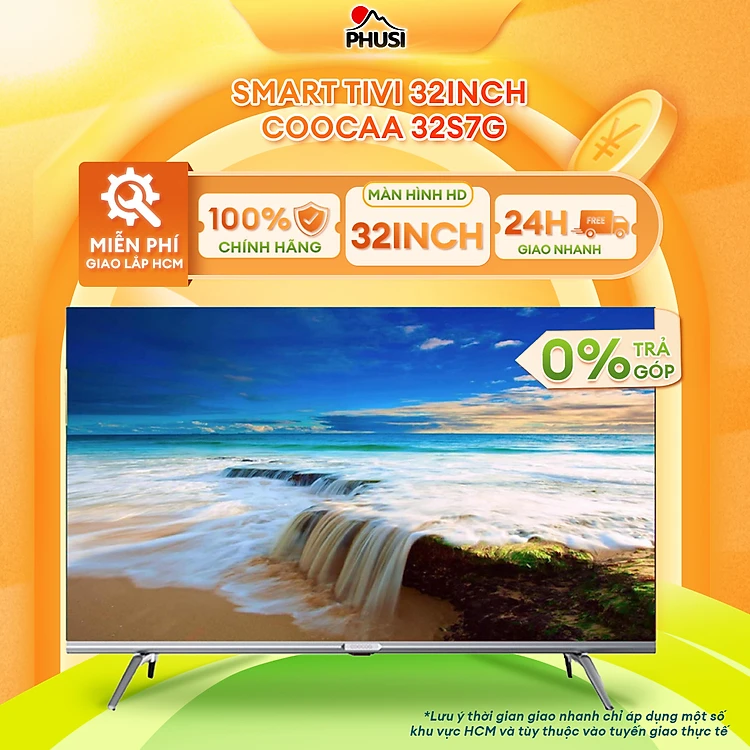 PHUSI
SMART TIVI 32INCH
COOCAA 32S7G
MIỄN PHÍ
GIAO LẮP HCM
100%
CHÍNH HÃNG
MÀN HÌNH HD
32INCH
24H
FREE
GIAO NHANH
0% TRẢ
GÓP
coocaa
*Lưu ý thời gian giao nhanh chỉ áp dụng một số
khu vực HCM và tùy thuộc vào tuyến giao thực tế